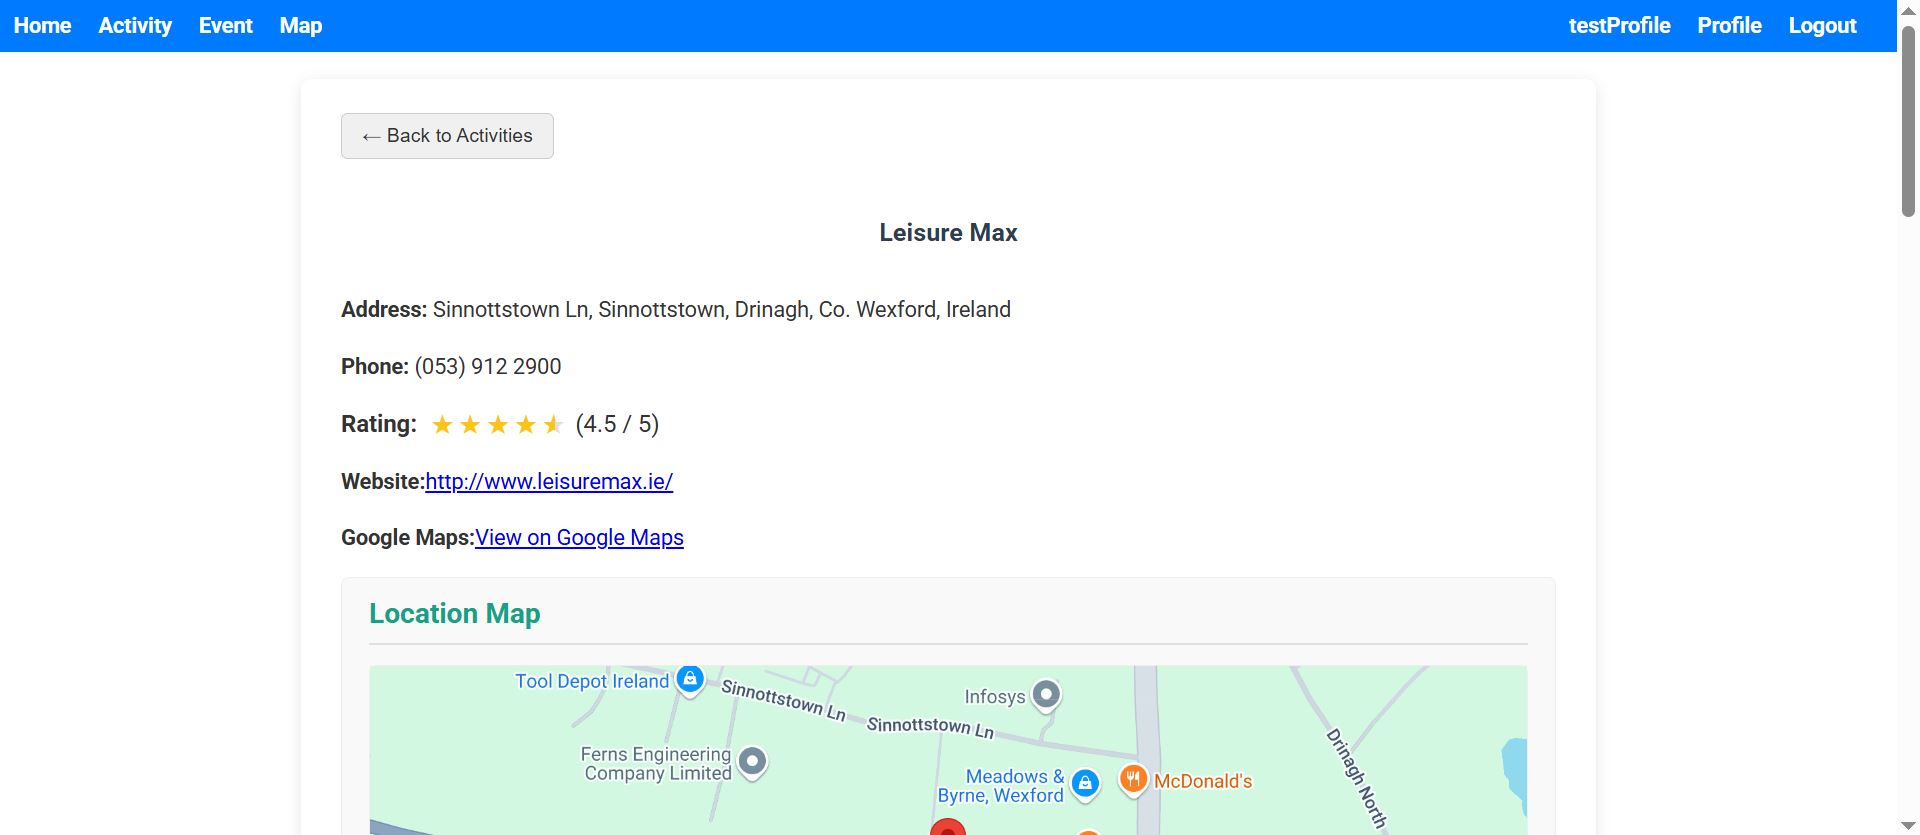 Home Activity Event Map testProfile Profile Logout
← Back to Activities
Leisure Max
Address: Sinnottstown Ln, Sinnottstown, Drinagh, Co. Wexford, Ireland
Phone: (053) 912 2900
Rating: ★★★★★ (4.5 / 5)
Website:http://www.leisuremax.ie/
Google Maps:View on Google Maps
Location Map
Tool Depot Ireland
Sinnottstown Ln
Infosys
Sinnottstown Ln
Ferns Engineering
Company Limited
Meadows &
Byrne, Wexford
McDonald's
Drinagh North